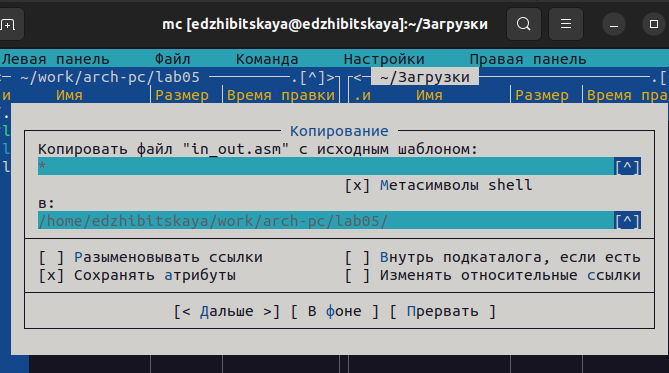 mc [edzhibitskaya@edzhibitskaya]:~/Загрузки
Левая панель Файл Команда Настройки Правая панель
<─ ~/work/arch-pc/lab05 ─.[^]>┐┌<─ ~/Загрузки ─.[
и Имя │Размер │Время правки │.и Имя │Размер │Время пра
Копирование
Копировать файл "in_out.asm" с исходным шаблоном:
* [^]
[x] Метасимволы shell
в:
/home/edzhibitskaya/work/arch-pc/lab05/ [^]
[ ] Разыменовывать ссылки [ ] Внутрь подкаталога, если есть
[x] Сохранять атрибуты [ ] Изменять относительные ссылки
[< Дальше >] [ В фоне ] [ Прервать ]